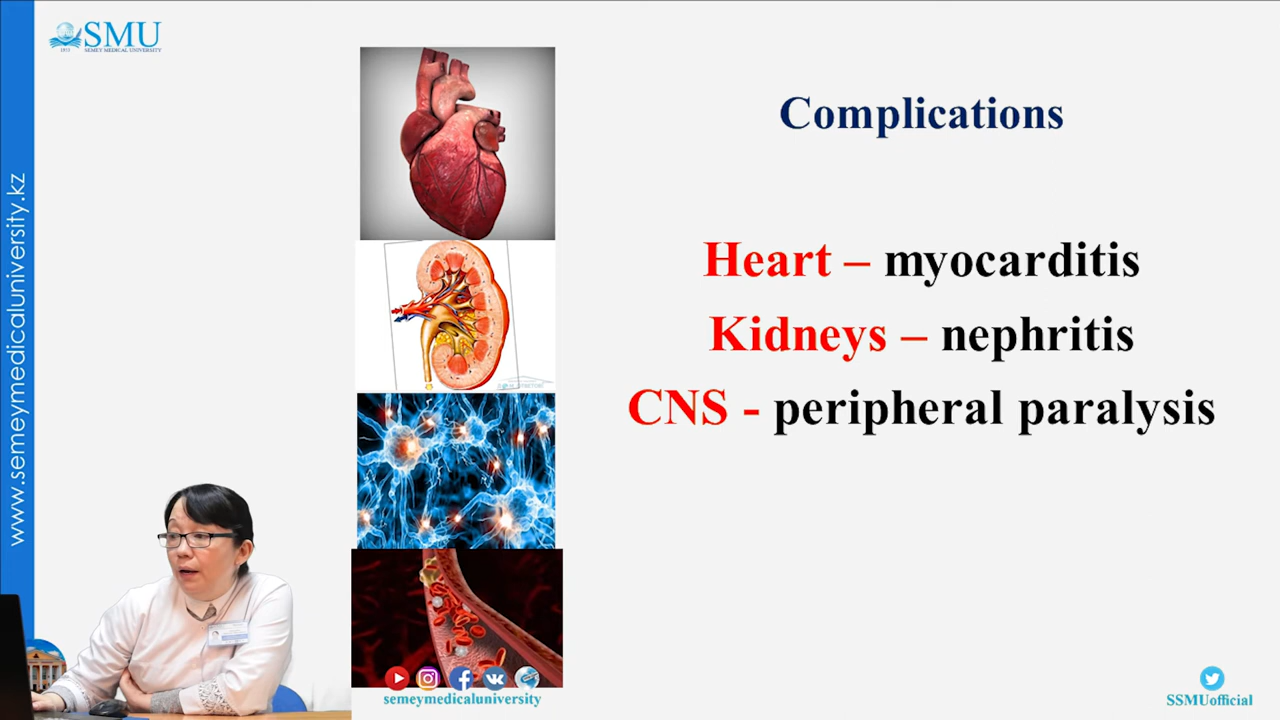 SMU
SEMEY MEDICAL UNIVERSITY
www.semeymedicaluniversity.kz
Complications
Heart – myocarditis
Kidneys – nephritis
CNS - peripheral paralysis
semeymedicaluniversity
SSMUofficial